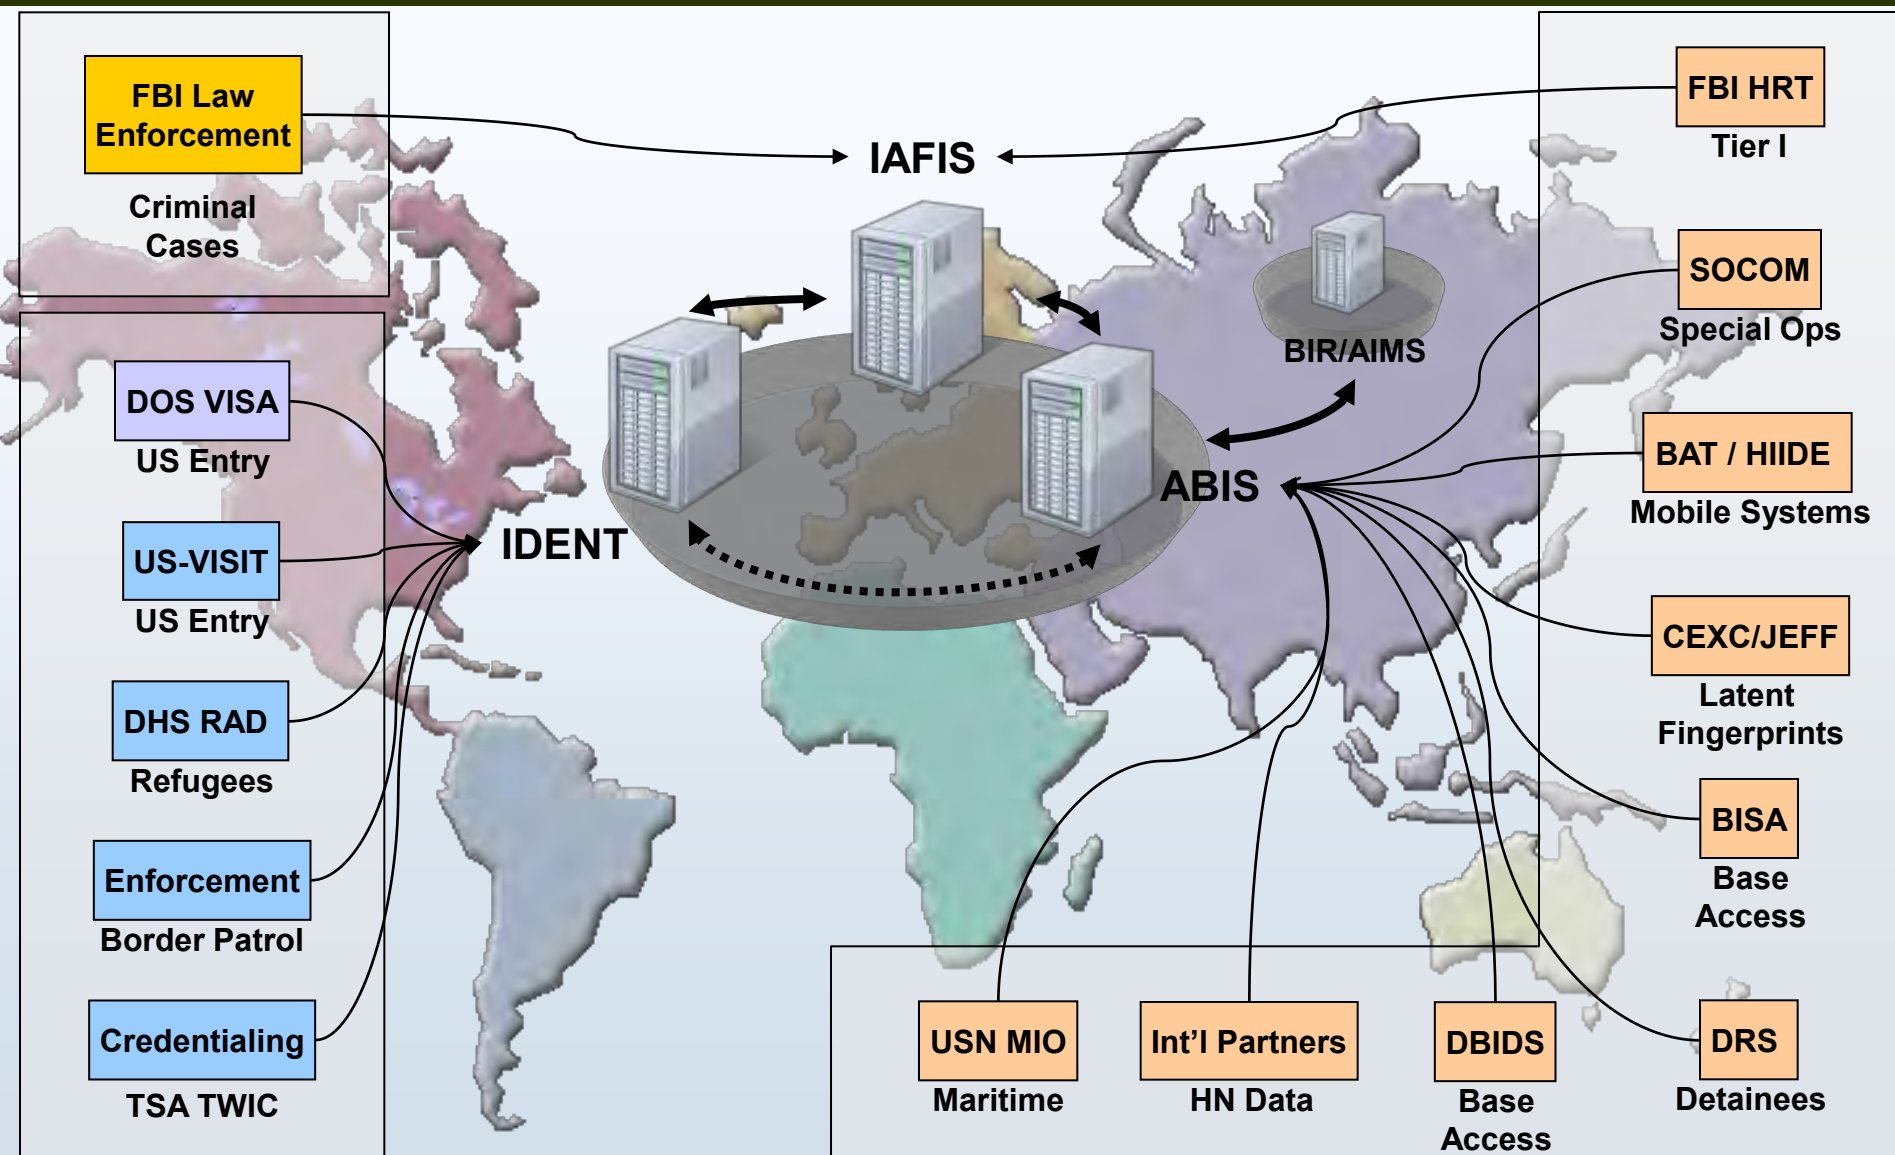 FBI Law
Enforcement
Criminal
Cases
DOS VISA
US Entry
US-VISIT
US Entry
DHS RAD
Refugees
Enforcement
Border Patrol
Credentialing
TSA TWIC
IAFIS
IDENT
ABIS
BIR/AIMS
FBI HRT
Tier I
SOCOM
Special Ops
BAT / HIIDE
Mobile Systems
CEXC/JEFF
Latent
Fingerprints
BISA
Base
Access
USN MIO
Maritime
Int’l Partners
HN Data
DBIDS
Base
Access
DRS
Detainees